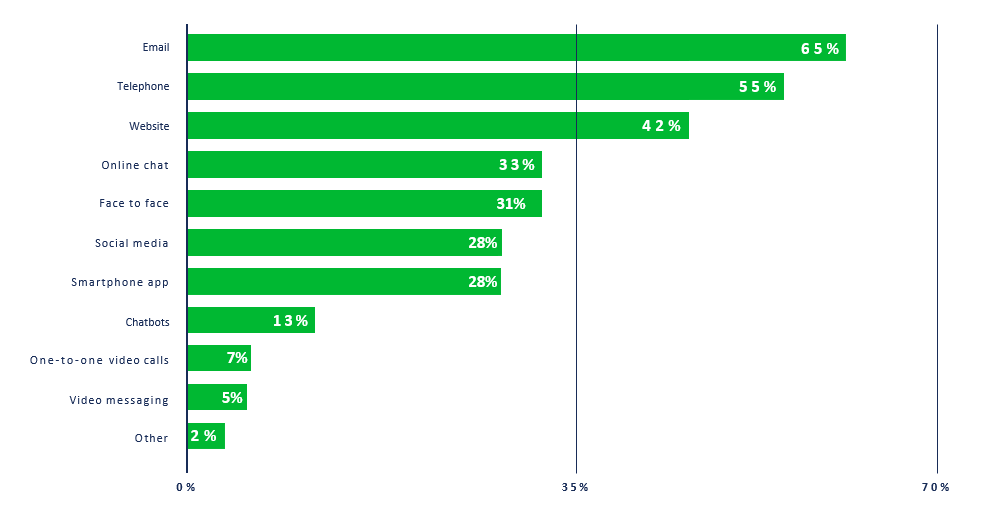 Email 65%
Telephone 55%
Website 42%
Online chat 33%
Face to face 31%
Social media 28%
Smartphone app 28%
Chatbots 13%
One-to-one video calls 7%
Video messaging 5%
Other 2%
0% 35% 70%